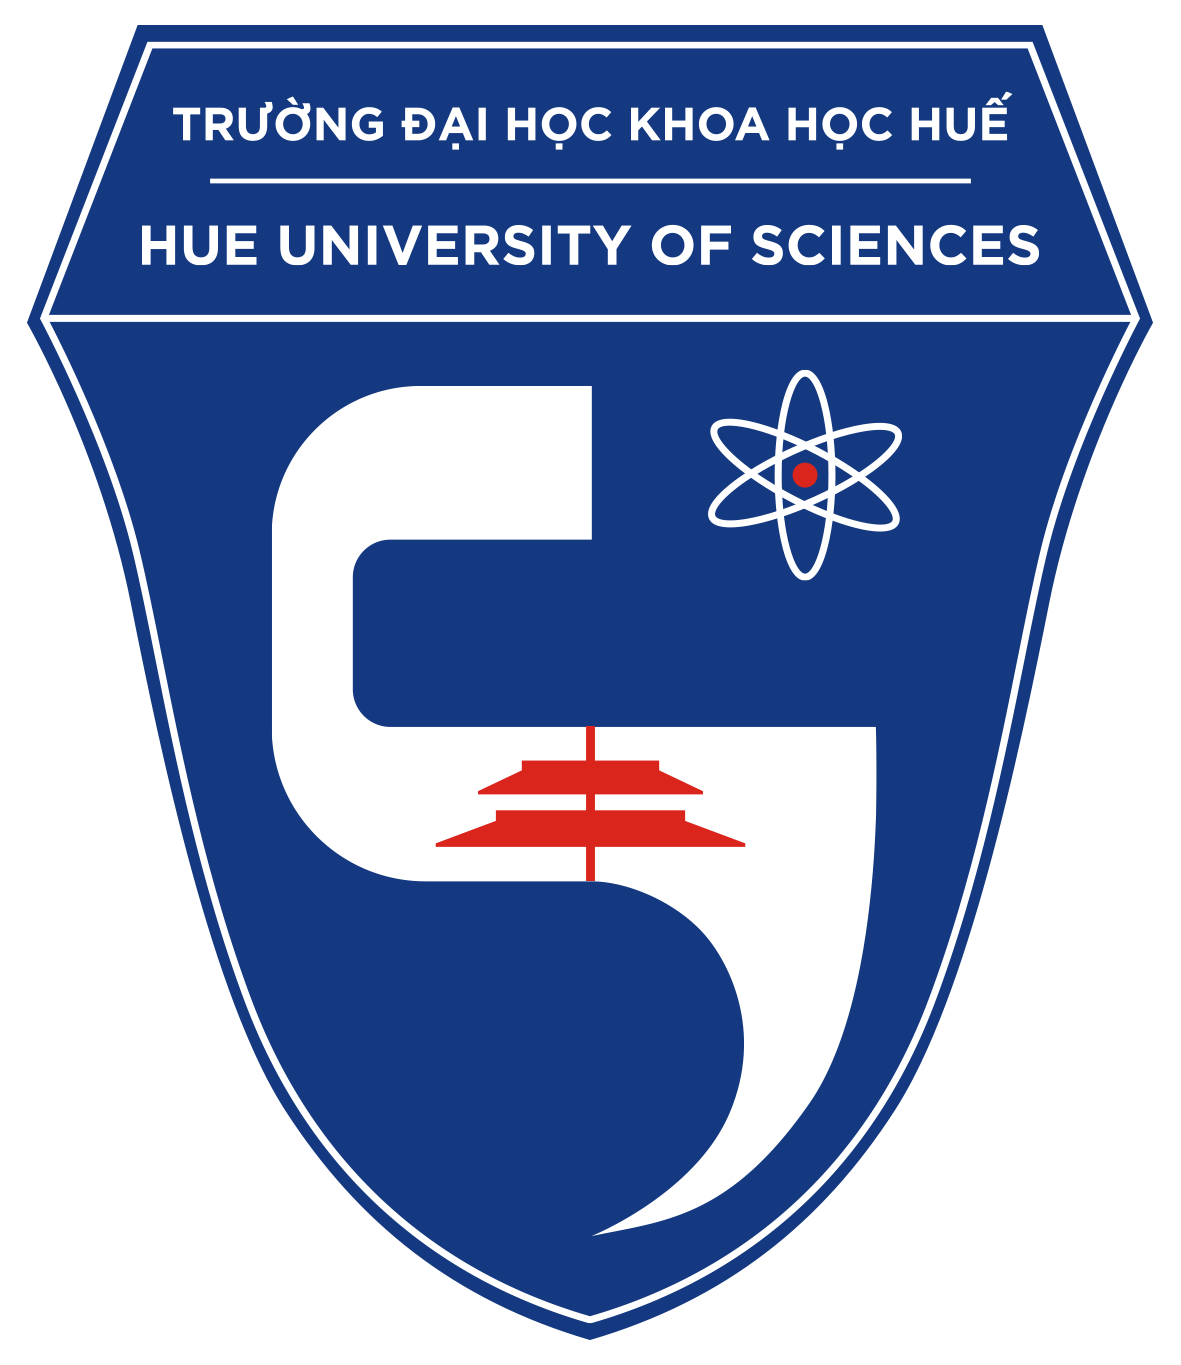 TRƯỜNG ĐẠI HỌC KHOA HỌC HUẾ
HUE UNIVERSITY OF SCIENCES